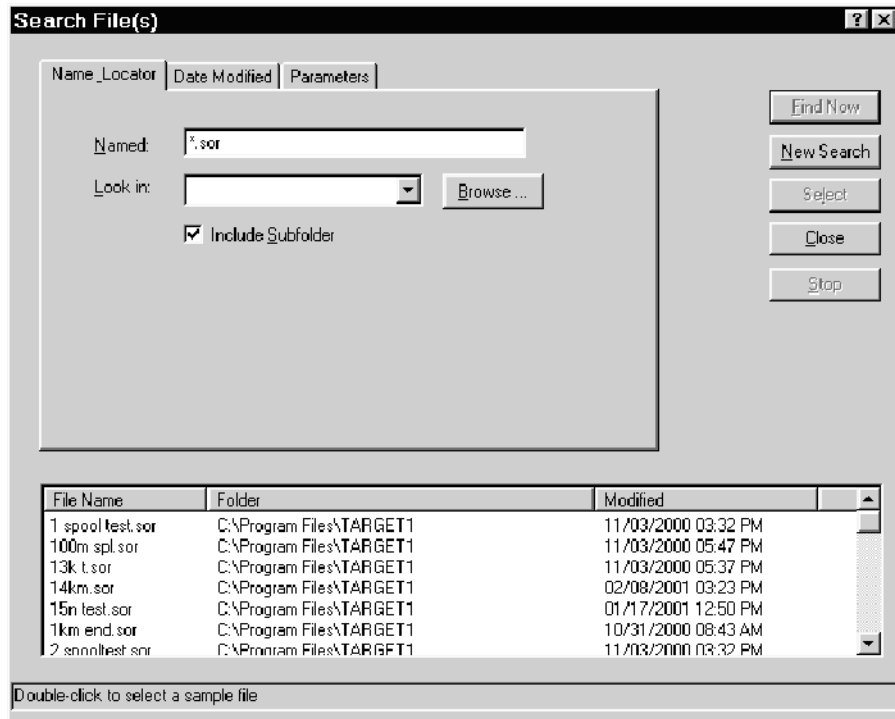 Search File(s)
Name_Locator Date Modified Parameters
Named: *.sor
Look in: Browse ...
Include Subfolder
Find Now
New Search
Select
Close
Stop
File Name Folder Modified
1 spool test.sor C:\Program Files\TARGET1 11/03/2000 03:32 PM
100m spl.sor C:\Program Files\TARGET1 11/03/2000 05:47 PM
13k t.sor C:\Program Files\TARGET1 11/03/2000 05:37 PM
14km.sor C:\Program Files\TARGET1 02/08/2001 03:23 PM
15n test.sor C:\Program Files\TARGET1 01/17/2001 12:50 PM
1km end.sor C:\Program Files\TARGET1 10/31/2000 08:43 AM
2 spooltest.sor C:\Program Files\TARGET1 11/03/2000 03:32 PM
Double-click to select a sample file